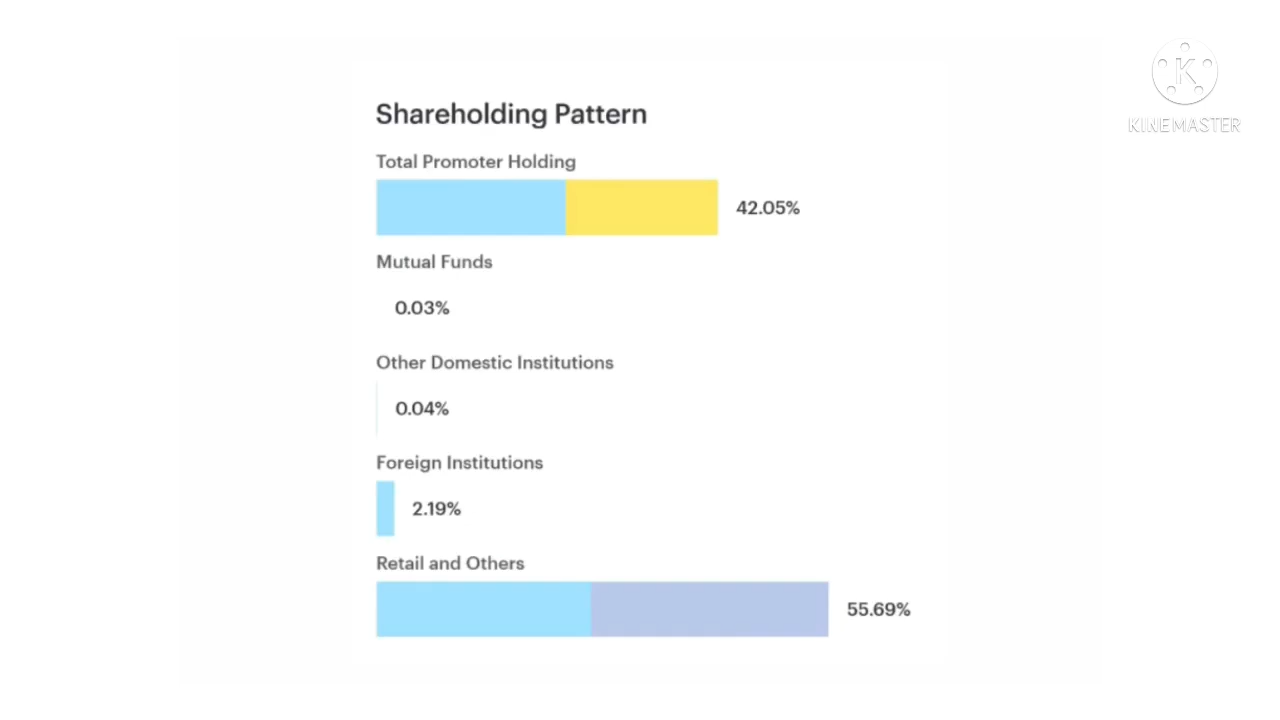 K
KINEMASTER
Shareholding Pattern
Total Promoter Holding
42.05%
Mutual Funds
0.03%
Other Domestic Institutions
0.04%
Foreign Institutions
2.19%
Retail and Others
55.69%